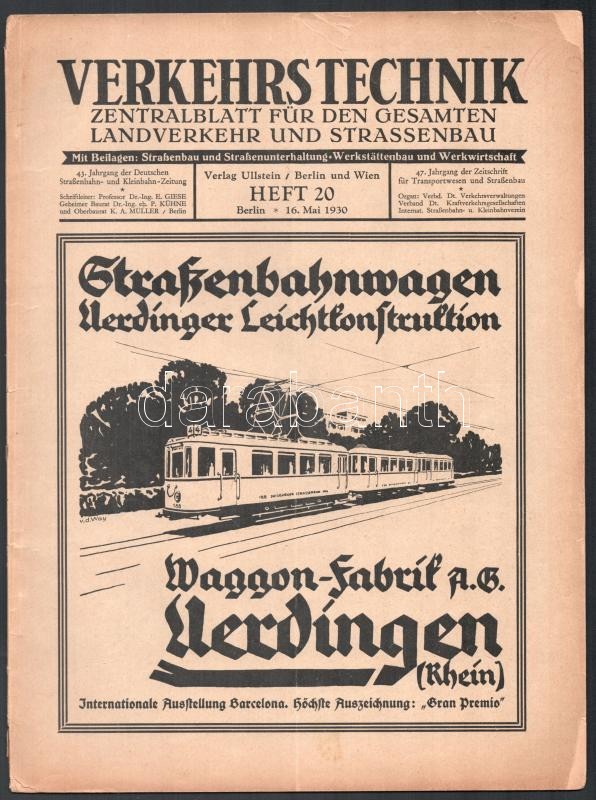 VERKEHRSTECHNIK
ZENTRALBLATT FÜR DEN GESAMTEN
LANDVERKEHR UND STRASSENBAU
Mit Beilagen: Straßenbau und Straßenunterhaltung • Werkstättenbau und Werkwirtschaft
43. Jahrgang der Deutschen
Straßenbahn- und Kleinbahn-Zeitung
*
Schriftleiter: Professor Dr.-Ing. E. GIESE
Geheimer Baurat Dr.-Ing. eh. P. KÜHNE
und Oberbaurat K. A. MÜLLER / Berlin
Verlag Ullstein / Berlin und Wien
HEFT 20
Berlin * 16. Mai 1930
47. Jahrgang der Zeitschrift
für Transportwesen und Straßenbau
*
Organ: Verbd. Dt. Verkehrsverwaltungen
Verband Dt. Kraftverkehrsgesellschaften
Internat. Straßenbahn- u. Kleinbahnverein
Straßenbahnwagen
Uerdinger Leichtkonstruktion
darabanth
v.d.Way
Waggon-Fabrik A.G.
Uerdingen
(Rhein)
Internationale Ausstellung Barcelona. Höchste Auszeichnung: „Gran Premio"